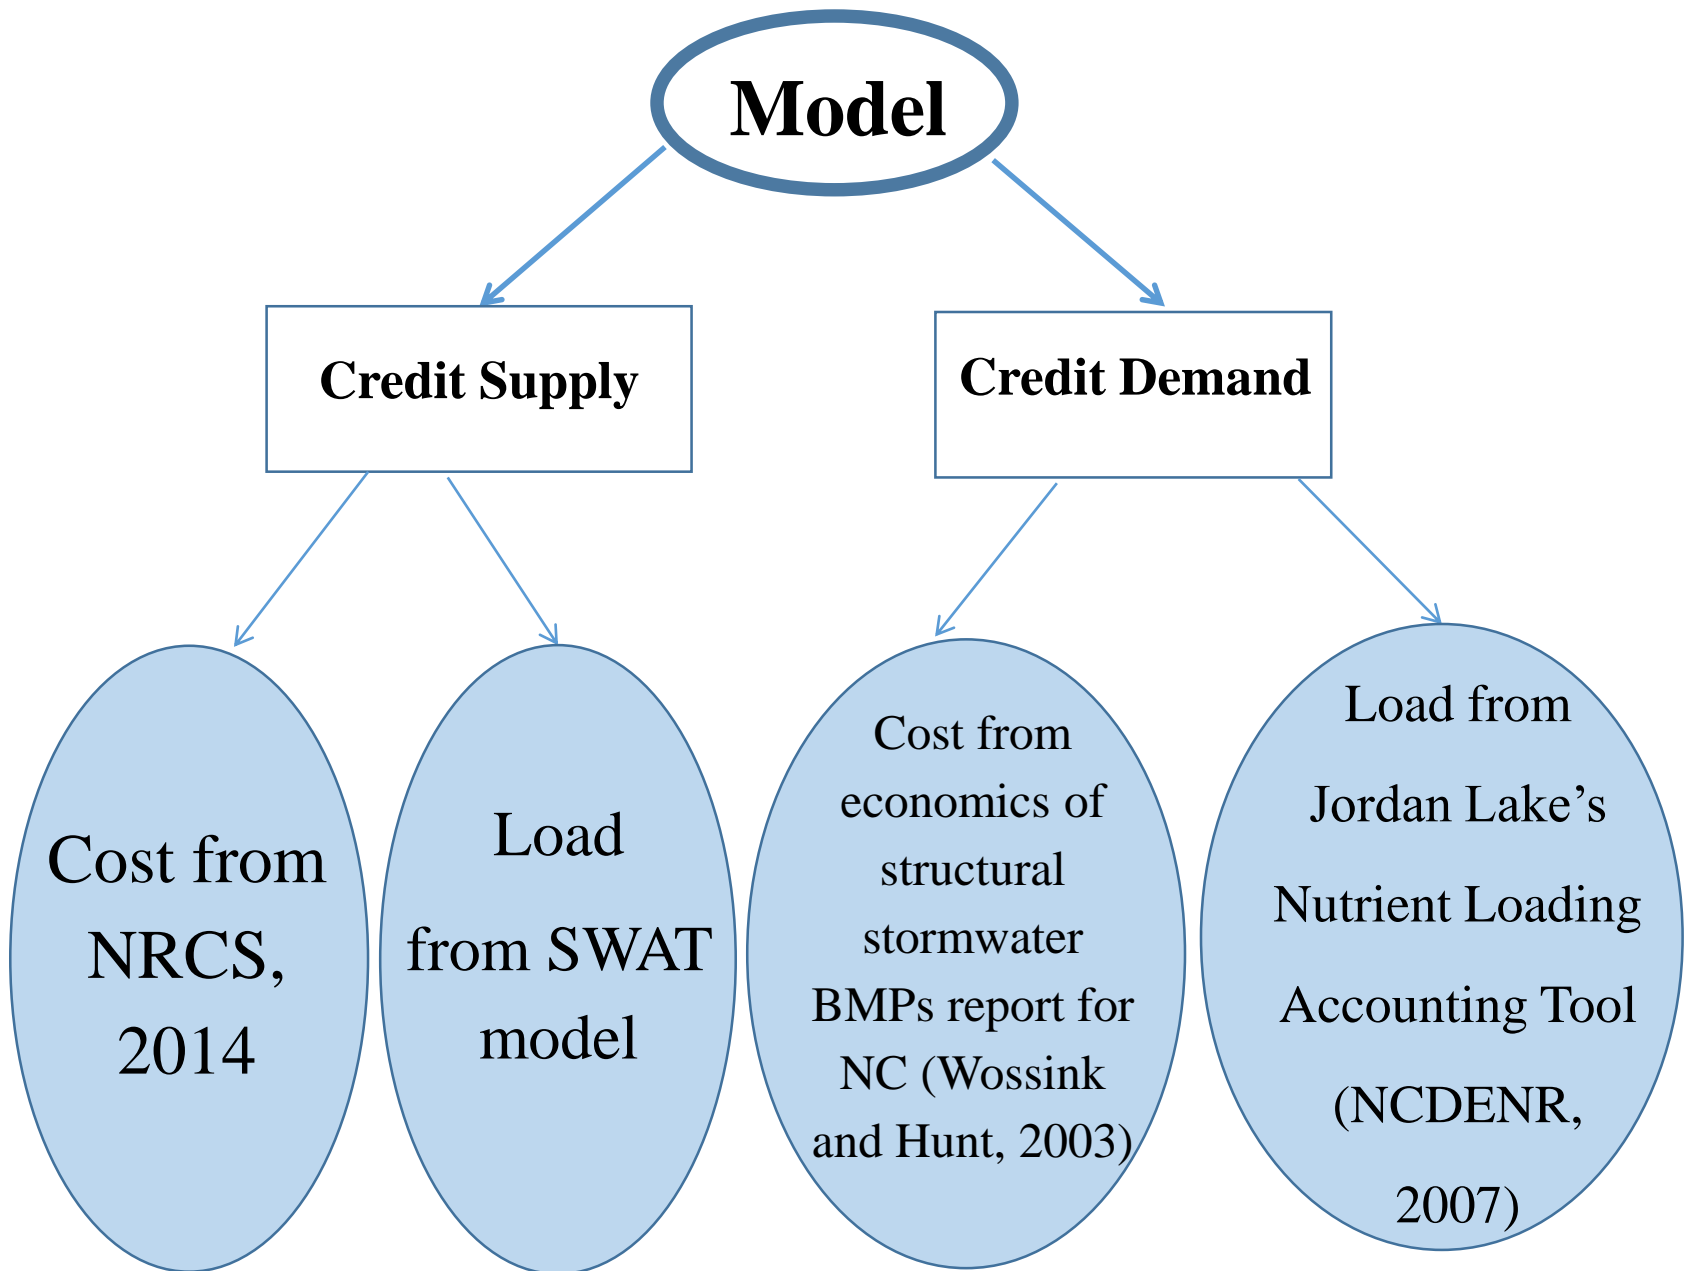 Model
Credit Supply
Credit Demand
Cost from
NRCS,
2014
Load
from SWAT
model
Cost from
economics of
structural
stormwater
BMPs report for
NC (Wossink
and Hunt, 2003)
Load from
Jordan Lake’s
Nutrient Loading
Accounting Tool
(NCDENR,
2007)